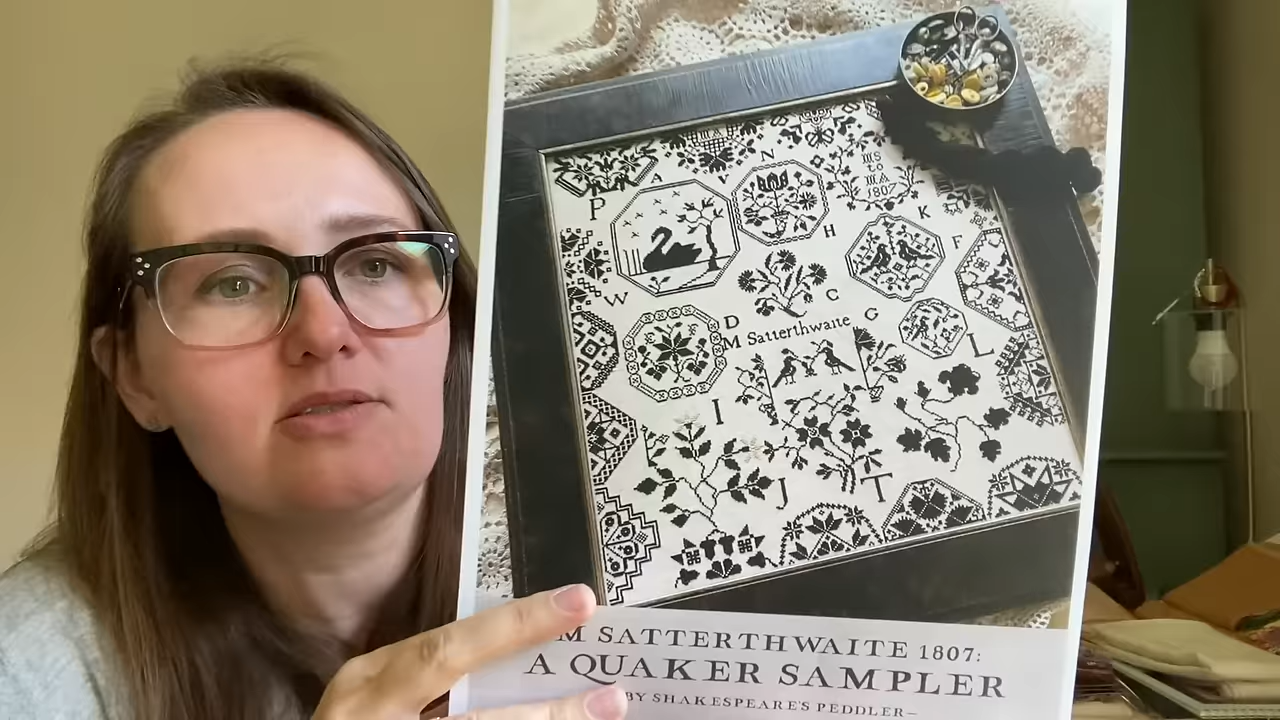 N
A
V
MS
to
MA
1807
P
K
H
F
W
C
D
G
M Satterthwaite
L
I
J
T
M SATTERTHWAITE 1807:
A QUAKER SAMPLER
BY SHAKESPEARE'S PEDDLER–